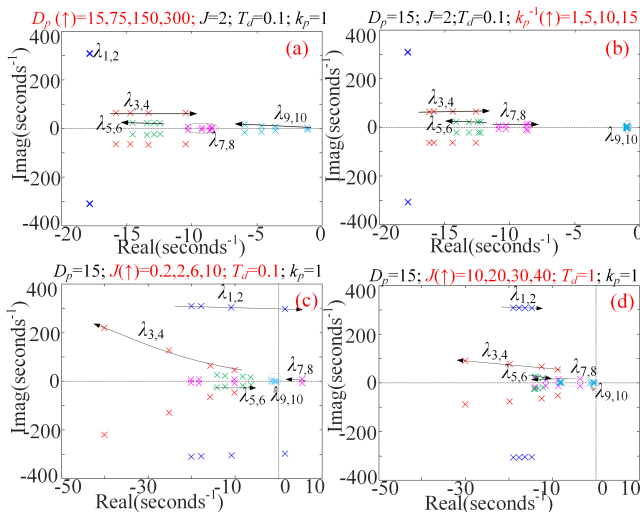 Dp (↑)=15,75,150,300; J=2; Td=0.1; kp=1
Dp=15; J=2;Td=0.1; kp⁻¹(↑)=1,5,10,15
400
λ1,2
(a)
200
λ3,4
λ5,6
λ9,10
0
λ7,8
-200
-400
-20
-15
-10
-5
0
Imag(seconds⁻¹)
Real(seconds⁻¹)
400
(b)
200
λ3,4
λ7,8
λ5,6
0
λ9,10
-200
-400
-20
-15
-10
-5
0
Imag(seconds⁻¹)
Real(seconds⁻¹)
Dp=15; J(↑)=0.2,2,6,10; Td=0.1; kp=1
Dp=15; J(↑)=10,20,30,40; Td=1; kp=1
400
λ1,2
(c)
200
λ3,4
λ7,8
0
λ5,6
λ9,10
-200
-400
-50
-30
-10
0
10
Imag(seconds⁻¹)
Real(seconds⁻¹)
400
λ1,2
(d)
200
λ3,4
λ5,6
λ7,8
0
λ9,10
-200
-400
-50
-30
-10
0
10
Imag(seconds⁻¹)
Real(seconds⁻¹)